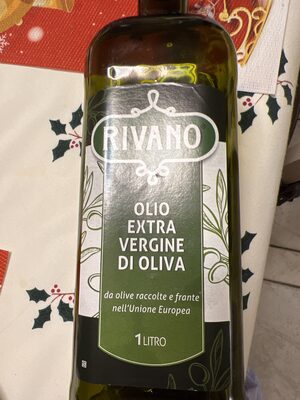 RIVANO
OLIO
EXTRA
VERGINE
DI OLIVA
da olive raccolte e frante
nell'Unione Europea
1 LITRO